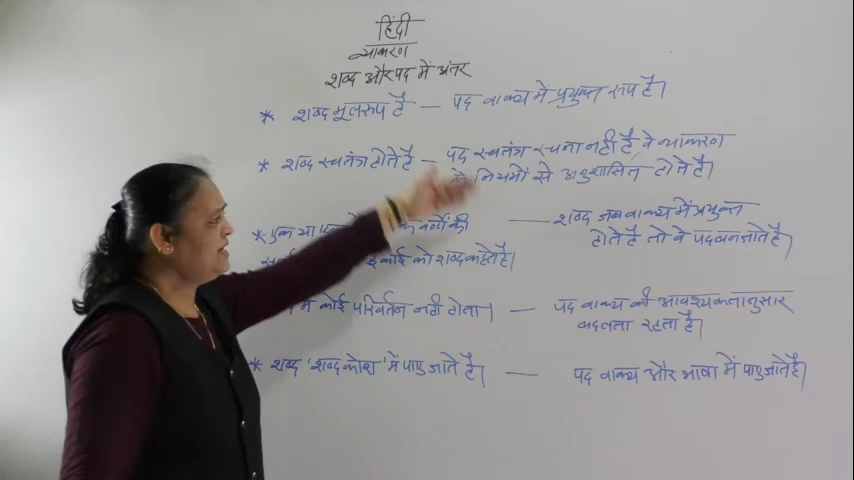 हिंदी
व्याकरण
शब्द और पद में अंतर
* शब्द मूलरूप है — पद वाक्य में प्रयुक्त रूप है।
* शब्द स्वतंत्र होते है — पद स्वतंत्र रचना नही है, वे व्याकरण
नियमों से अनुशासित होते है।
* एक या वर्णो की — शब्द जब वाक्य में प्रयुक्त
होते है तो वे पद बन जाते है।
इकाई को शब्द कहते है।
में कोई परिवर्तन नही होता। — पद वाक्य की आवश्यकतानुसार
बदलता रहता है।
* शब्द 'शब्दकोश' में पाए जाते है। — पद वाक्य और भाषा में पाए जाते है।